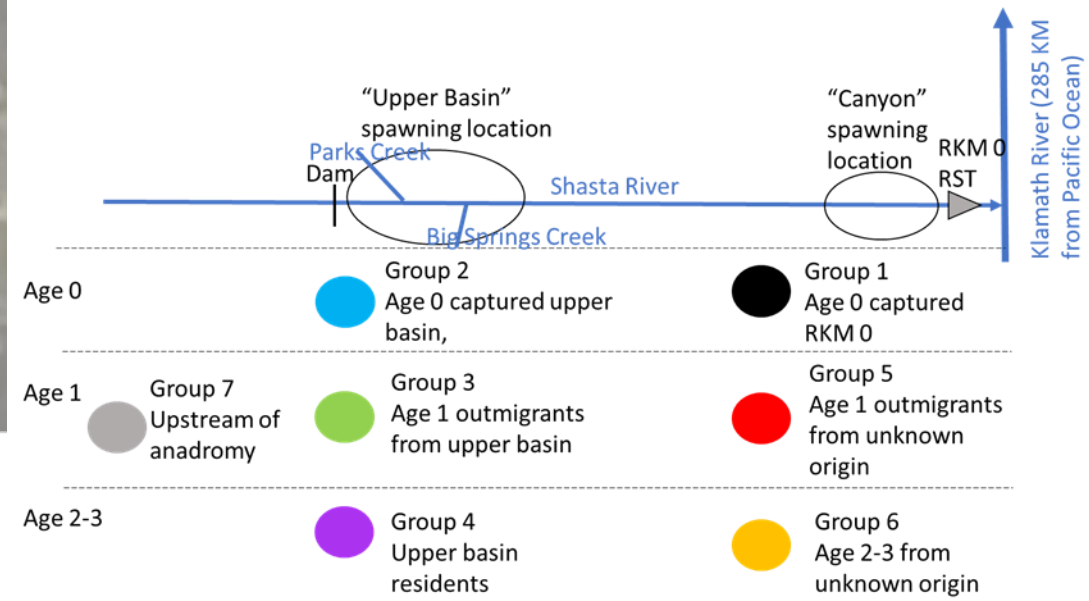 “Upper Basin”
spawning location
Parks Creek
Dam
Big Springs Creek
Shasta River
“Canyon”
spawning
location
RKM 0
RST
Klamath River (285 KM
from Pacific Ocean)
Age 0
Group 2
Age 0 captured upper
basin,
Group 1
Age 0 captured
RKM 0
Age 1
Group 7
Upstream of
anadromy
Group 3
Age 1 outmigrants
from upper basin
Group 5
Age 1 outmigrants
from unknown
origin
Age 2-3
Group 4
Upper basin
residents
Group 6
Age 2-3 from
unknown origin